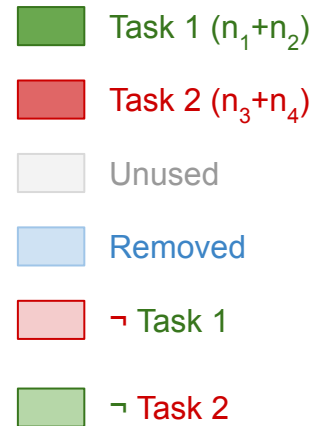 Task 1 (n₁+n₂)
Task 2 (n₃+n₄)
Unused
Removed
¬ Task 1
¬ Task 2